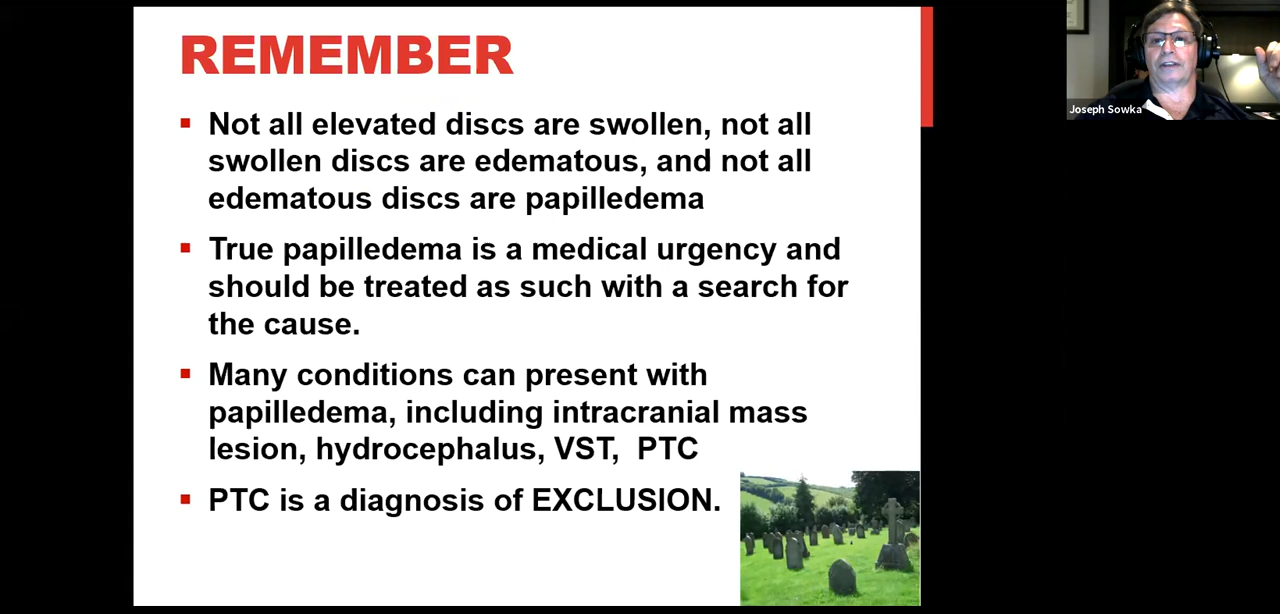 REMEMBER
▪ Not all elevated discs are swollen, not all
swollen discs are edematous, and not all
edematous discs are papilledema
▪ True papilledema is a medical urgency and
should be treated as such with a search for
the cause.
▪ Many conditions can present with
papilledema, including intracranial mass
lesion, hydrocephalus, VST, PTC
▪ PTC is a diagnosis of EXCLUSION.
Joseph Sowka